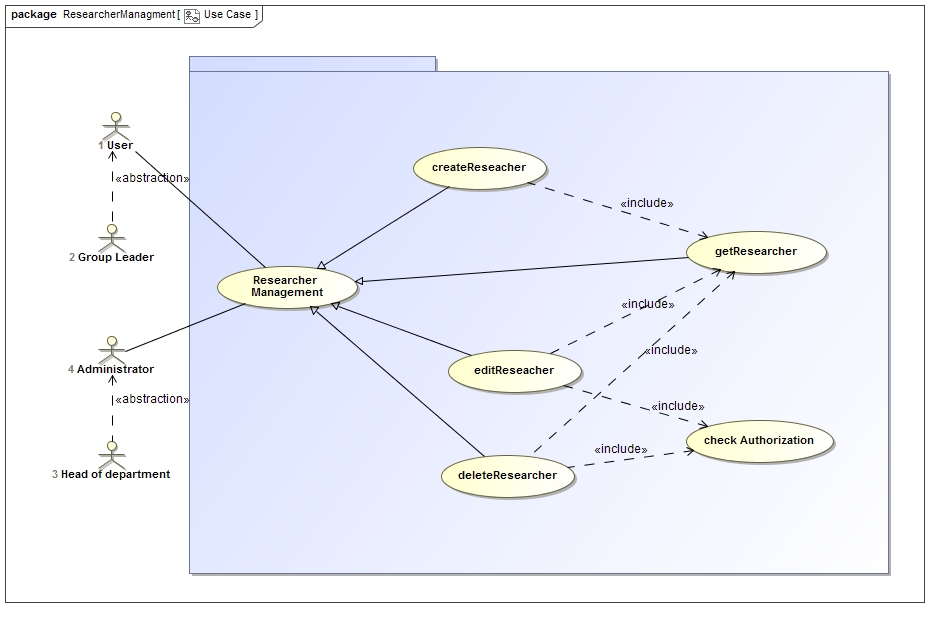 package ResearcherManagment [ Use Case ]
1 User
«abstraction»
2 Group Leader
4 Administrator
«abstraction»
3 Head of department
createReseacher
«include»
getResearcher
Researcher
Management
«include»
«include»
editReseacher
«include»
check Authorization
«include»
deleteResearcher